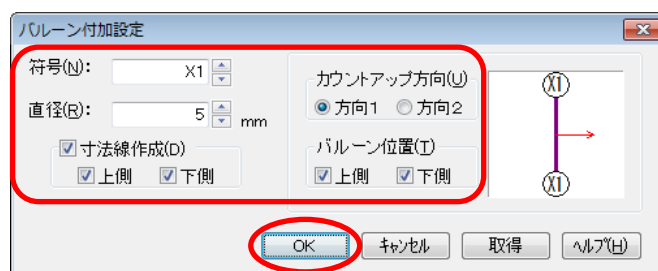 バルーン付加設定
符号(N): X1
直径(R): 5 mm
寸法線作成(D)
上側 下側
カウントアップ方向(U)
方向1 方向2
バルーン位置(T)
上側 下側
X1
X1
OK キャンセル 取得 ヘルプ(H)